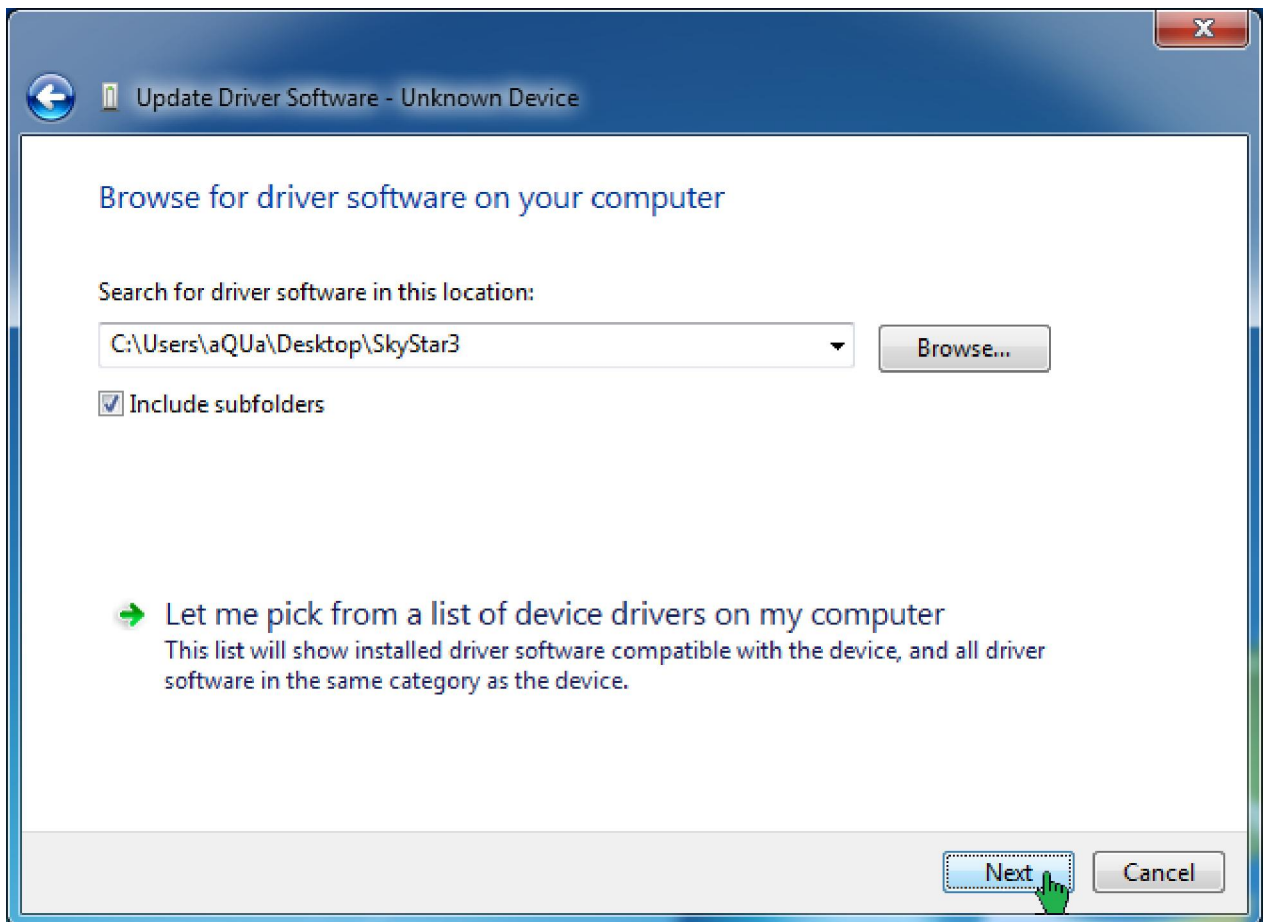 Update Driver Software - Unknown Device
Browse for driver software on your computer
Search for driver software in this location:
C:\Users\aQUa\Desktop\SkyStar3
Browse...
Include subfolders
Let me pick from a list of device drivers on my computer
This list will show installed driver software compatible with the device, and all driver
software in the same category as the device.
Next
Cancel